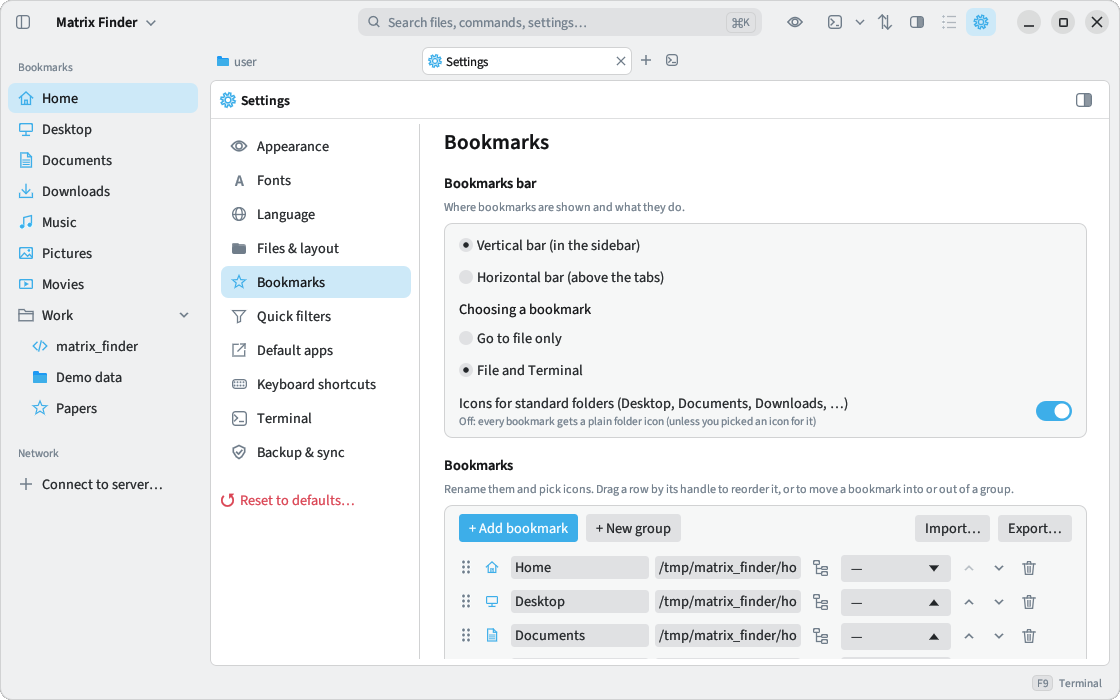 Matrix Finder
Search files, commands, settings…
⌘K
Bookmarks
Home
Desktop
Documents
Downloads
Music
Pictures
Movies
Work
matrix_finder
Demo data
Papers
Network
Connect to server…
user
Settings
Settings
Appearance
Fonts
Language
Files & layout
Bookmarks
Quick filters
Default apps
Keyboard shortcuts
Terminal
Backup & sync
Reset to defaults…
Bookmarks
Bookmarks bar
Where bookmarks are shown and what they do.
Vertical bar (in the sidebar)
Horizontal bar (above the tabs)
Choosing a bookmark
Go to file only
File and Terminal
Icons for standard folders (Desktop, Documents, Downloads, …)
Off: every bookmark gets a plain folder icon (unless you picked an icon for it)
Bookmarks
Rename them and pick icons. Drag a row by its handle to reorder it, or to move a bookmark into or out of a group.
+ Add bookmark + New group Import… Export…
Home /tmp/matrix_finder/ho —
Desktop /tmp/matrix_finder/ho —
Documents /tmp/matrix_finder/ho —
F9 Terminal